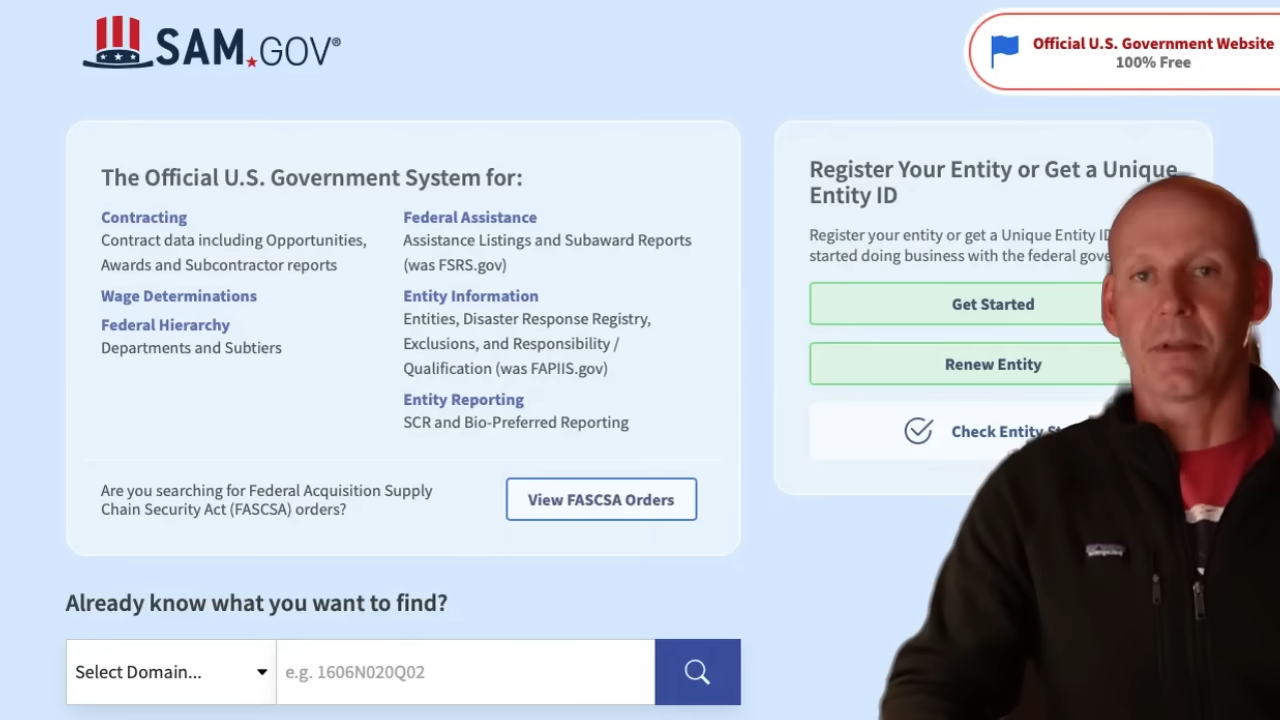 SAM.GOV®
Official U.S. Government Website
100% Free
The Official U.S. Government System for:
Contracting
Contract data including Opportunities,
Awards and Subcontractor reports
Wage Determinations
Federal Hierarchy
Departments and Subtiers
Federal Assistance
Assistance Listings and Subaward Reports
(was FSRS.gov)
Entity Information
Entities, Disaster Response Registry,
Exclusions, and Responsibility /
Qualification (was FAPIIS.gov)
Entity Reporting
SCR and Bio-Preferred Reporting
Are you searching for Federal Acquisition Supply
Chain Security Act (FASCSA) orders?
View FASCSA Orders
Register Your Entity or Get a Unique
Entity ID
Register your entity or get a Unique Entity ID
started doing business with the federal
Get Started
Renew Entity
Check Entity
Already know what you want to find?
Select Domain...
e.g. 1606N020Q02